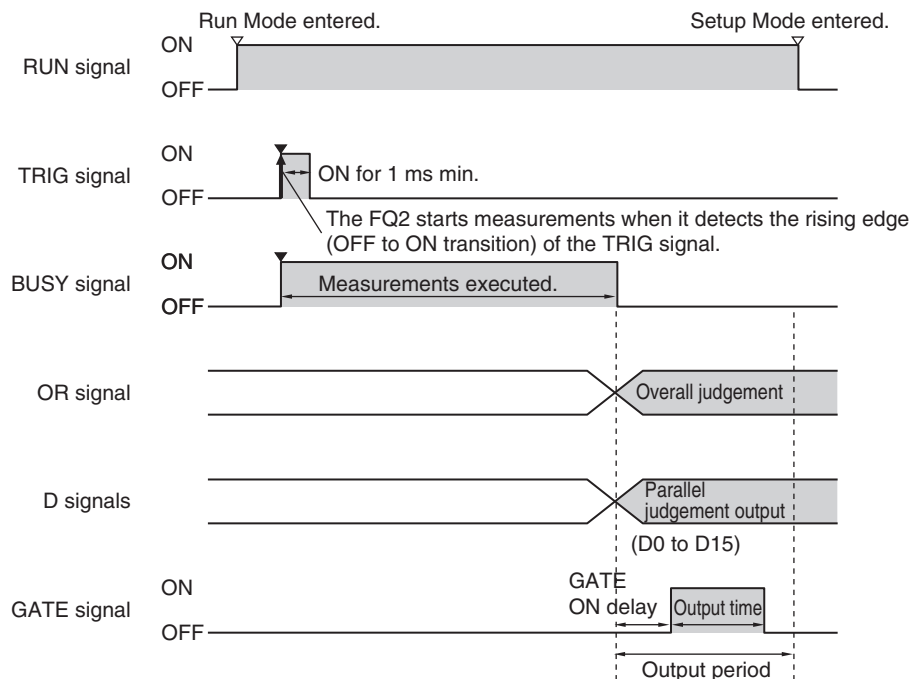 Run Mode entered.
Setup Mode entered.
RUN signal
ON
OFF
TRIG signal
ON
OFF
ON for 1 ms min.
The FQ2 starts measurements when it detects the rising edge
(OFF to ON transition) of the TRIG signal.
BUSY signal
ON
OFF
Measurements executed.
OR signal
Overall judgement
D signals
Parallel
judgement output
(D0 to D15)
GATE signal
ON
OFF
GATE
ON delay
Output time
Output period